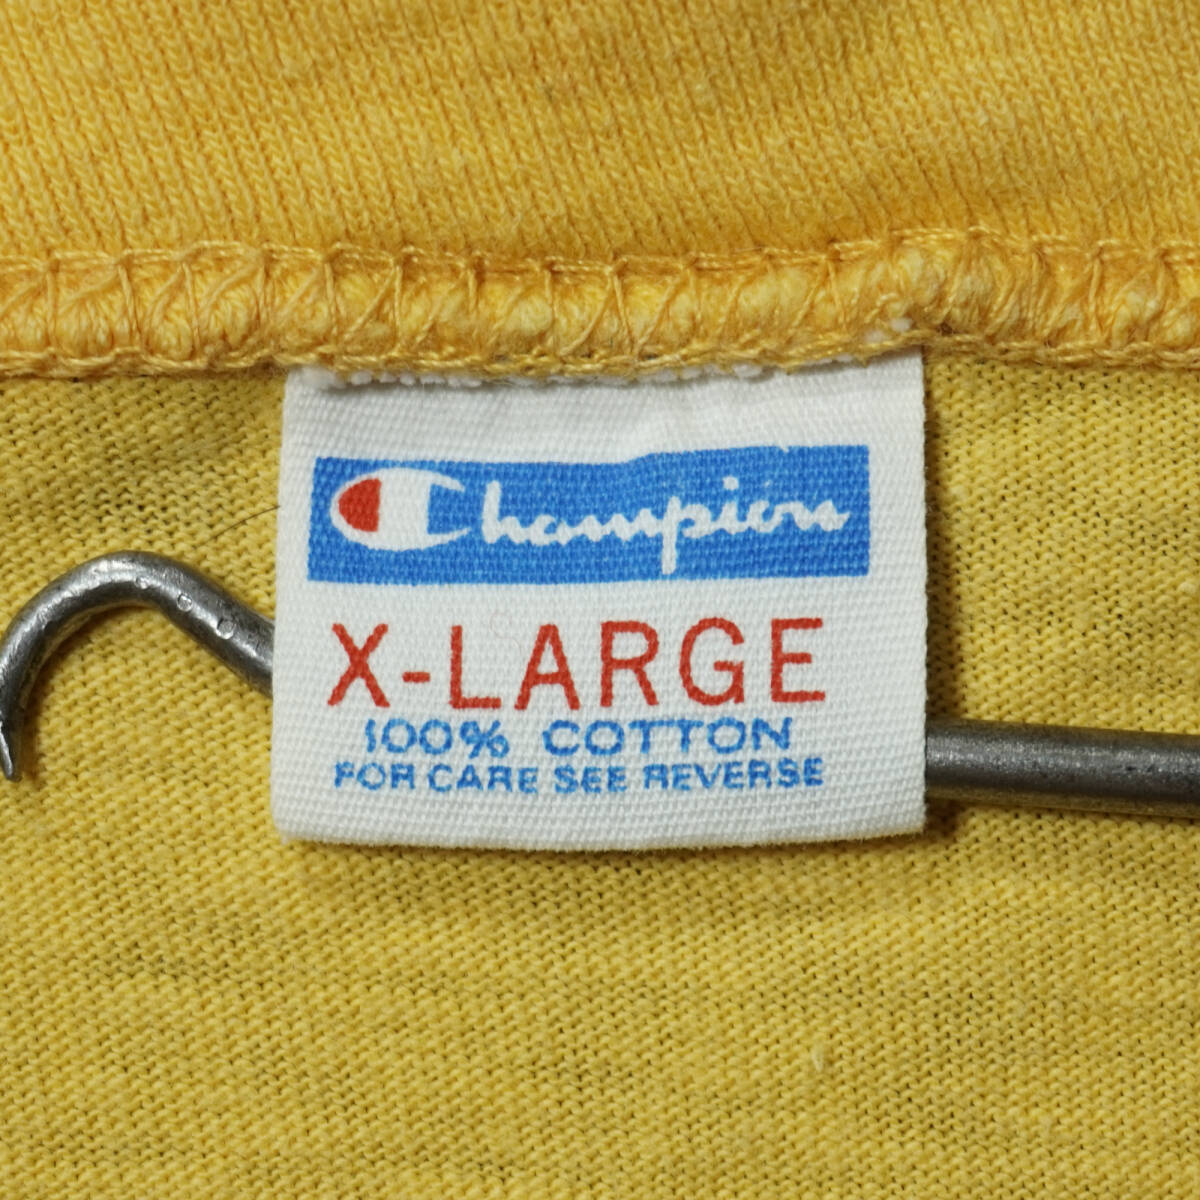 Champion
X-LARGE
100% COTTON
FOR CARE SEE REVERSE